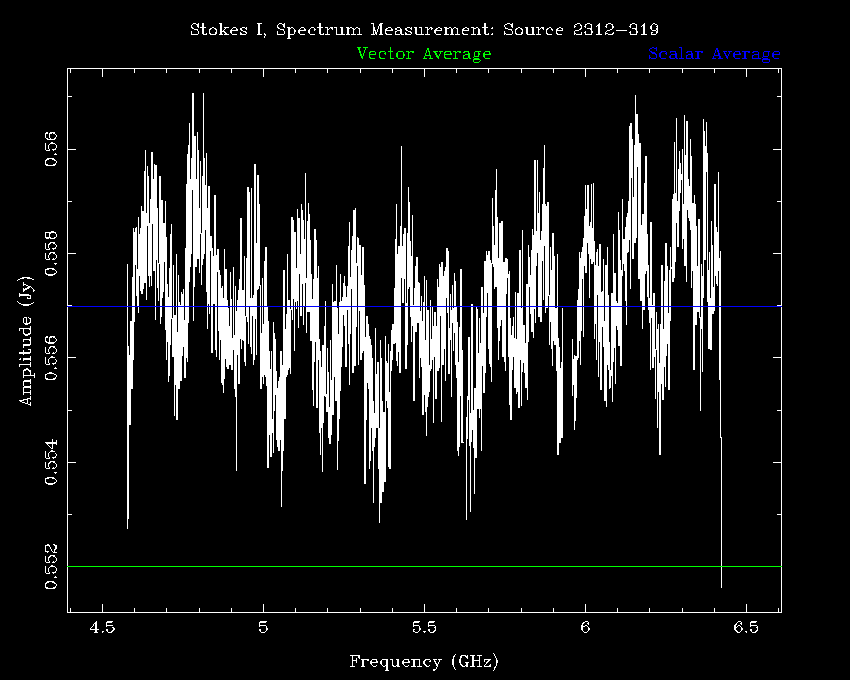 Stokes I, Spectrum Measurement: Source 2312-319
Vector Average
Scalar Average
Amplitude (Jy)
0.56
0.558
0.556
0.554
0.552
4.5
5
5.5
6
6.5
Frequency (GHz)